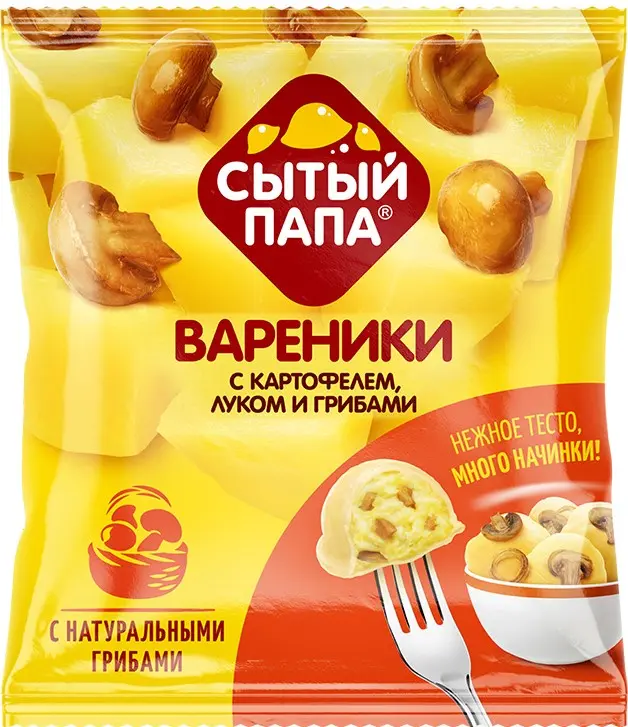 СЫТЫЙ
ПАПА®
ВАРЕНИКИ
С КАРТОФЕЛЕМ,
ЛУКОМ И ГРИБАМИ
НЕЖНОЕ ТЕСТО,
МНОГО НАЧИНКИ!
С НАТУРАЛЬНЫМИ
ГРИБАМИ